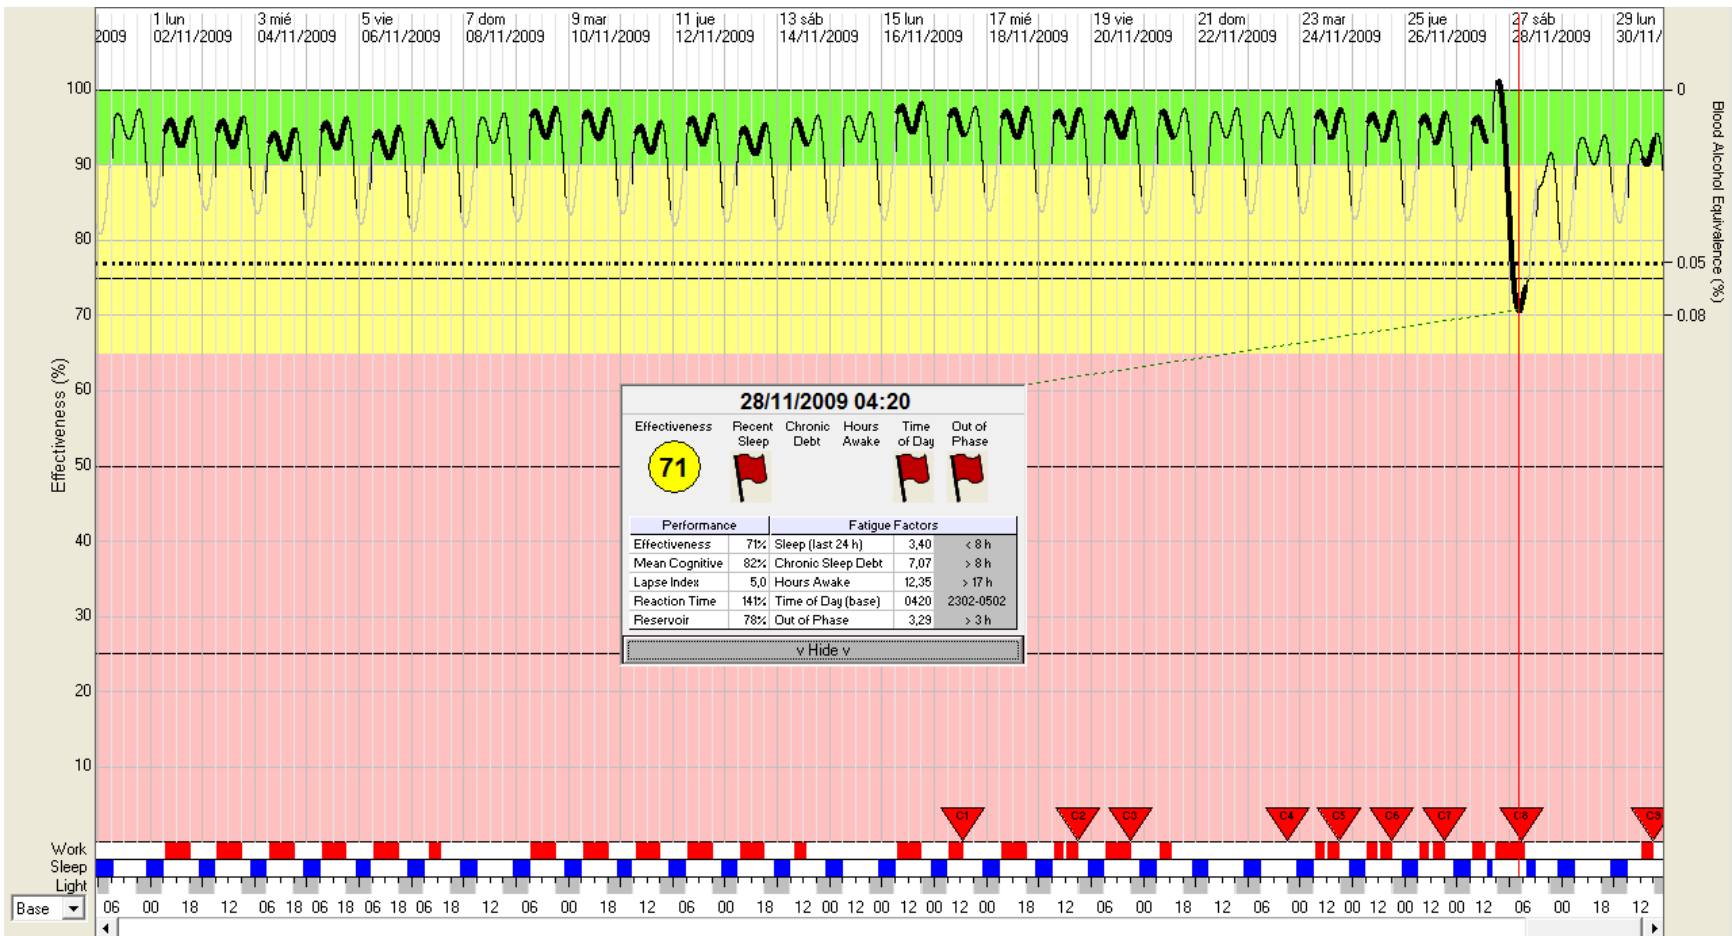 1 lun 3 mié 5 vie 7 dom 9 mar 11 jue 13 sáb 15 lun 17 mié 19 vie 21 dom 23 mar 25 jue 27 sáb 29 lun
2009 02/11/2009 04/11/2009 06/11/2009 08/11/2009 10/11/2009 12/11/2009 14/11/2009 16/11/2009 18/11/2009 20/11/2009 22/11/2009 24/11/2009 26/11/2009 28/11/2009 30/11/
100
90
80
70
60
50
40
30
20
10
Effectiveness (%)
0
0.05
0.08
Blood Alcohol Equivalence (%)
28/11/2009 04:20
Effectiveness Recent Sleep Chronic Debt Hours Awake Time of Day Out of Phase
71
Performance Fatigue Factors
Effectiveness 71% Sleep (last 24 h) 3,40 < 8 h
Mean Cognitive 82% Chronic Sleep Debt 7,07 > 8 h
Lapse Index 5,0 Hours Awake 12,35 > 17 h
Reaction Time 141% Time of Day (base) 0420 2302-0502
Reservoir 78% Out of Phase 3,29 > 3 h
v Hide v
C1 C2 C3 C4 C5 C6 C7 C8 C9
Work
Sleep
Light
Base 06 00 18 12 06 18 06 18 06 18 06 18 12 06 00 18 12 06 00 18 12 06 00 12 00 12 00 12 00 18 12 06 00 18 12 06 00 12 00 12 00 12 00 12 06 00 18 12